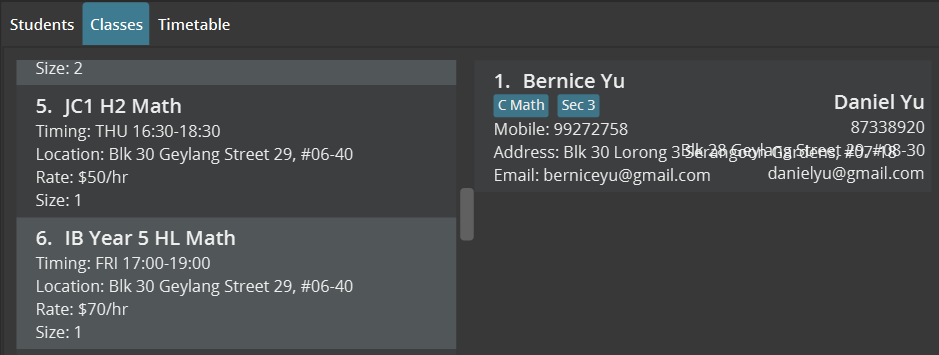 Students Classes Timetable
Size: 2
5. JC1 H2 Math
Timing: THU 16:30-18:30
Location: Blk 30 Geylang Street 29, #06-40
Rate: $50/hr
Size: 1
6. IB Year 5 HL Math
Timing: FRI 17:00-19:00
Location: Blk 30 Geylang Street 29, #06-40
Rate: $70/hr
Size: 1
1. Bernice Yu
C Math Sec 3
Mobile: 99272758
Address: Blk 30 Lorong 3 Serangoon Gardens, #07-18
Email: berniceyu@gmail.com
Daniel Yu
87338920
Blk 28 Geylang Street 29, #08-30
danielyu@gmail.com